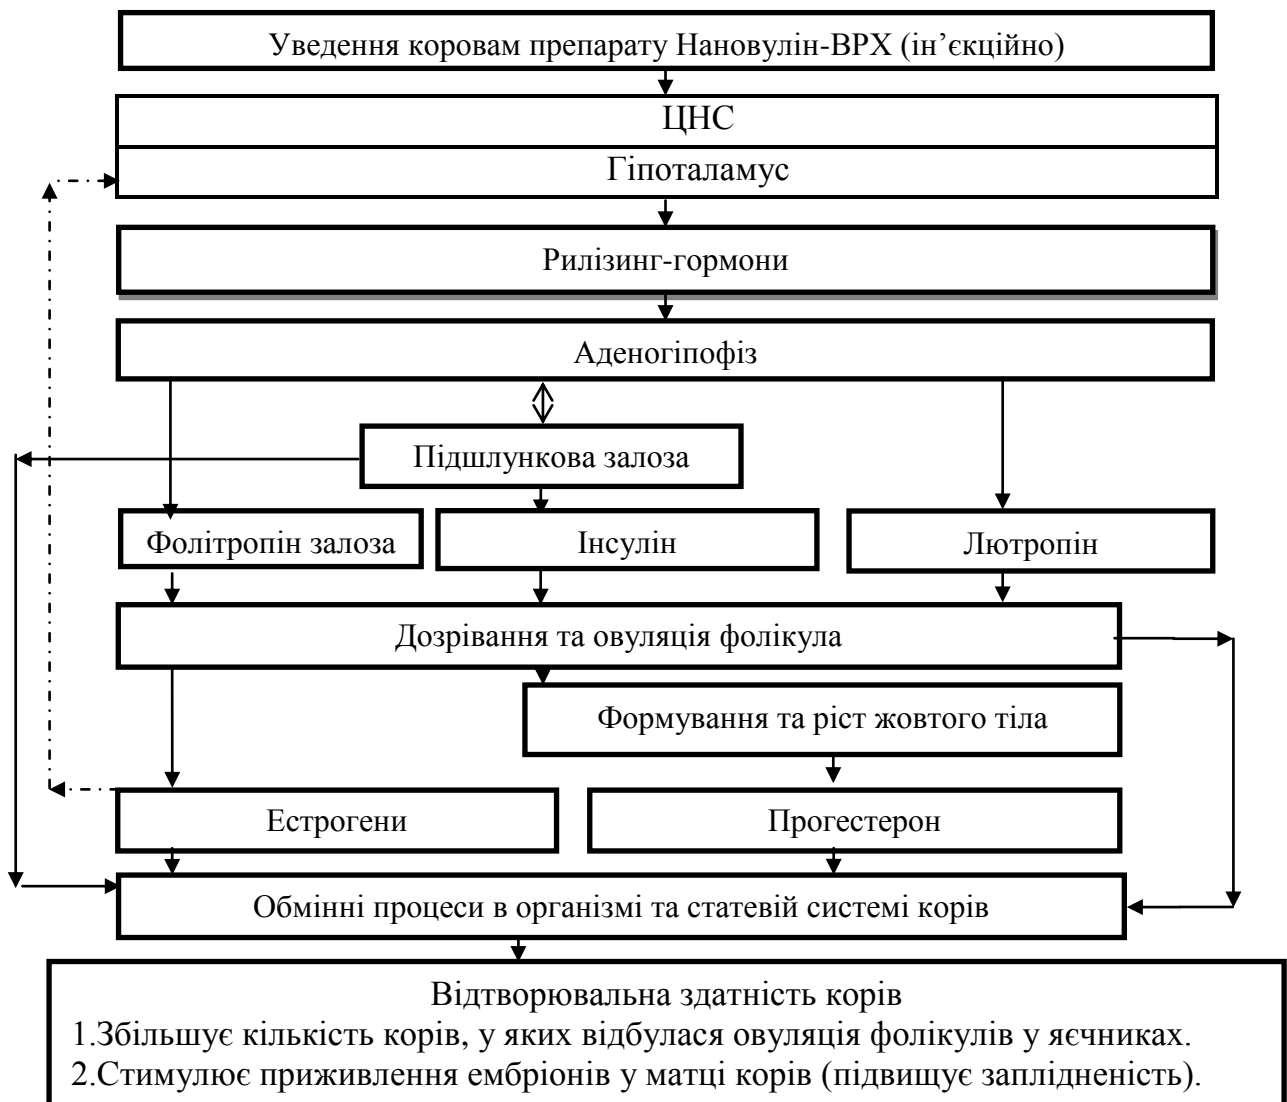 Уведення коровам препарату Нановулін-ВРХ (ін’єкційно)
ЦНС
Гіпоталамус
Рилізинг-гормони
Аденогіпофіз
Підшлункова залоза
Фолітропін залоза
Інсулін
Лютропін
Дозрівання та овуляція фолікула
Формування та ріст жовтого тіла
Естрогени
Прогестерон
Обмінні процеси в організмі та статевій системі корів
Відтворювальна здатність корів
1.Збільшує кількість корів, у яких відбулася овуляція фолікулів у яєчниках.
2.Стимулює приживлення ембріонів у матці корів (підвищує заплідненість).